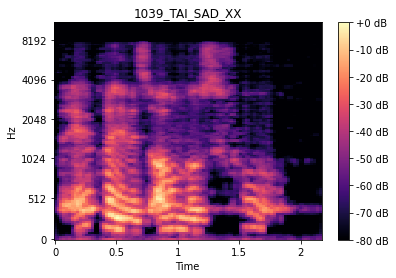 1039_TAI_SAD_XX
+0 dB
8192
-10 dB
4096
-20 dB
-30 dB
2048
Hz
-40 dB
1024
-50 dB
512
-60 dB
-70 dB
0
-80 dB
0 0.5 1 1.5 2
Time